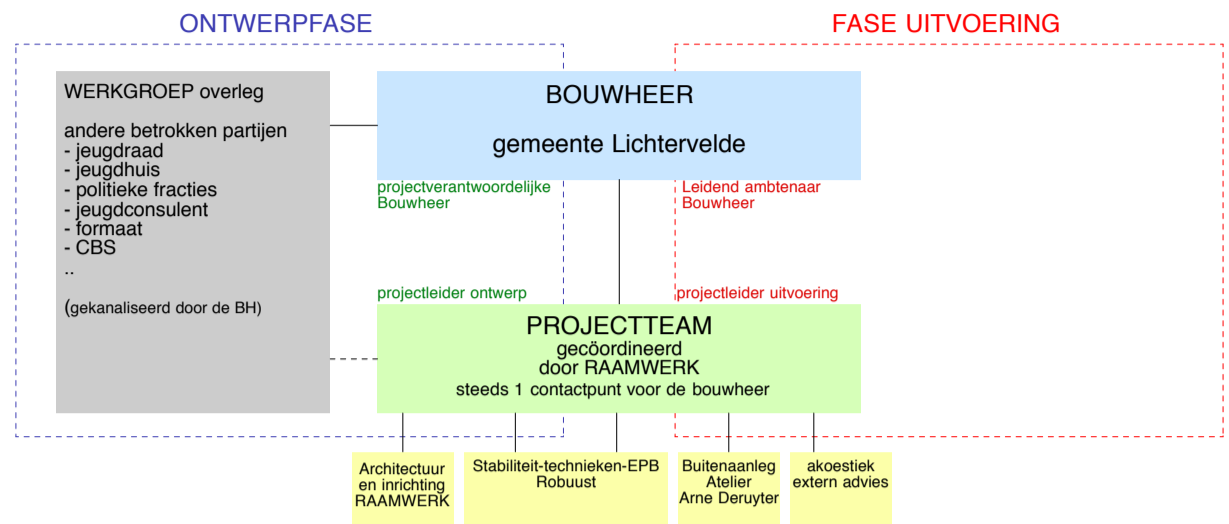 ONTWERPFASE
FASE UITVOERING
WERKGROEP overleg
andere betrokken partijen
- jeugdraad
- jeugdhuis
- politieke fracties
- jeugdconsulent
- formaat
- CBS
..
(gekanaliseerd door de BH)
BOUWHEER
gemeente Lichtervelde
projectverantwoordelijke
Bouwheer
Leidend ambtenaar
Bouwheer
projectleider ontwerp
projectleider uitvoering
PROJECTTEAM
gecöordineerd
door RAAMWERK
steeds 1 contactpunt voor de bouwheer
Architectuur
en inrichting
RAAMWERK
Stabiliteit-technieken-EPB
Robuust
Buitenaanleg
Atelier
Arne Deruyter
akoestiek
extern advies